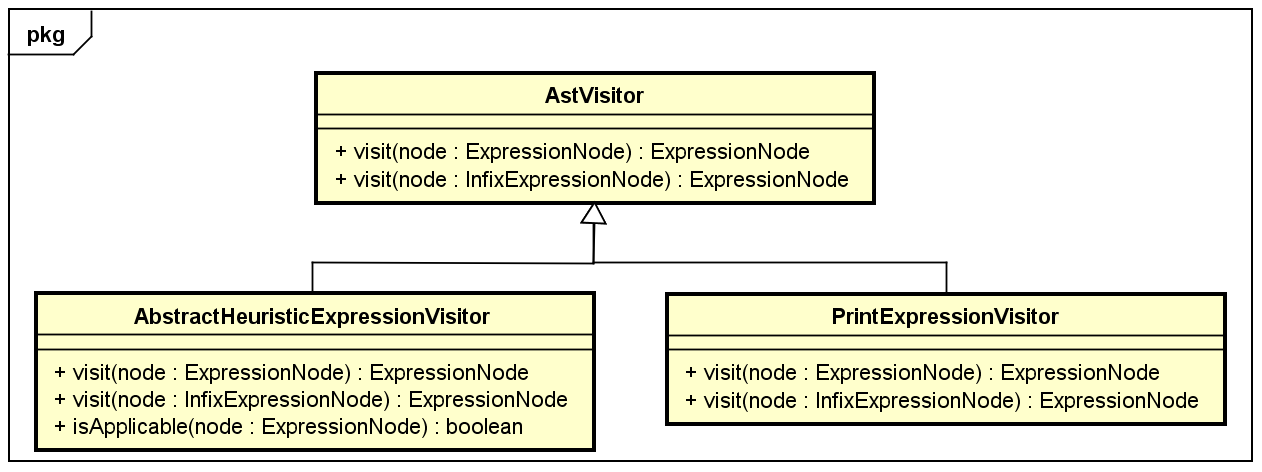 pkg
AstVisitor
+ visit(node : ExpressionNode) : ExpressionNode
+ visit(node : InfixExpressionNode) : ExpressionNode
AbstractHeuristicExpressionVisitor
+ visit(node : ExpressionNode) : ExpressionNode
+ visit(node : InfixExpressionNode) : ExpressionNode
+ isApplicable(node : ExpressionNode) : boolean
PrintExpressionVisitor
+ visit(node : ExpressionNode) : ExpressionNode
+ visit(node : InfixExpressionNode) : ExpressionNode